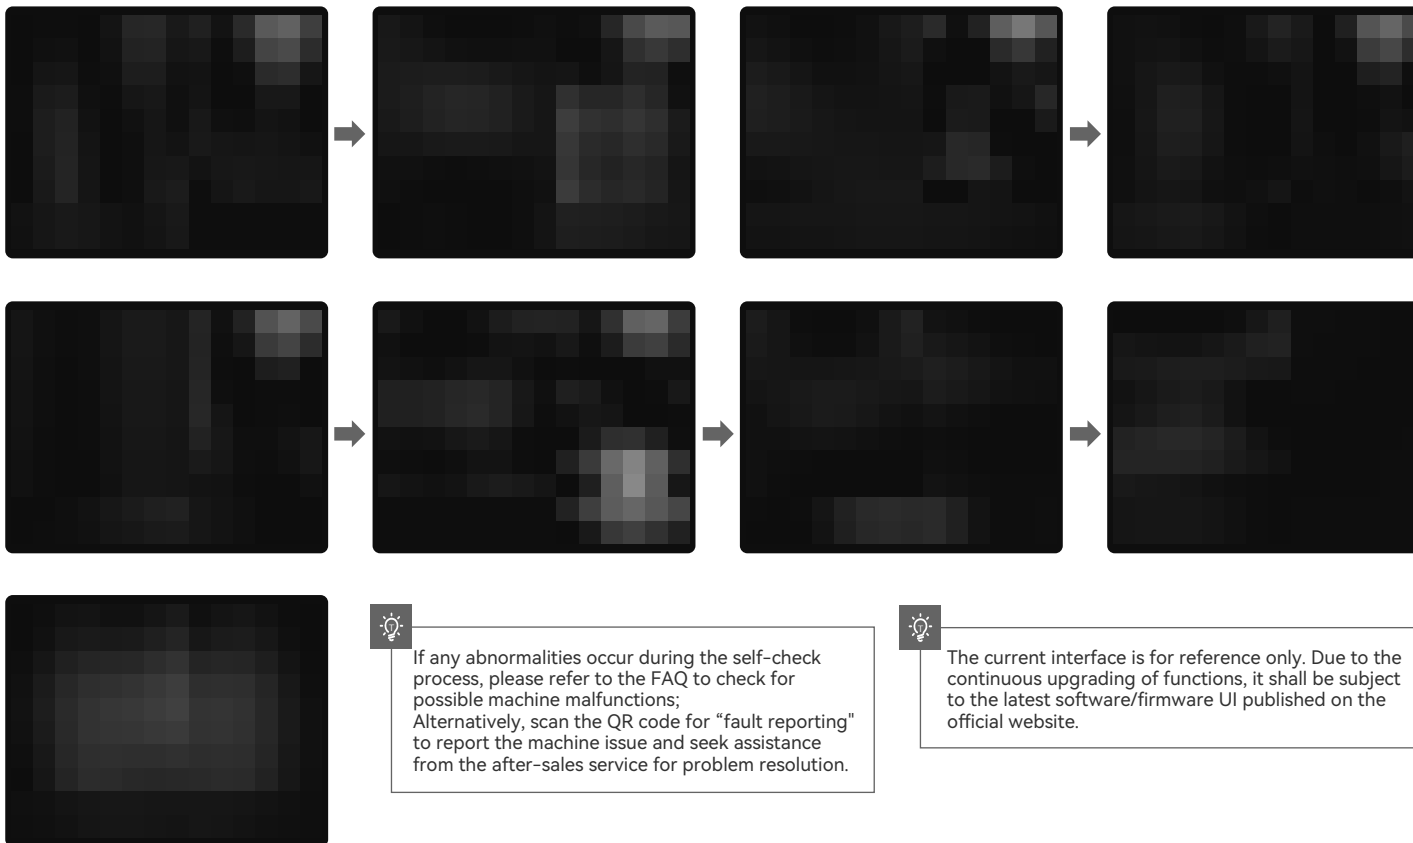 If any abnormalities occur during the self-check
process, please refer to the FAQ to check for
possible machine malfunctions;
Alternatively, scan the QR code for “fault reporting"
to report the machine issue and seek assistance
from the after-sales service for problem resolution.
The current interface is for reference only. Due to the
continuous upgrading of functions, it shall be subject
to the latest software/firmware UI published on the
official website.